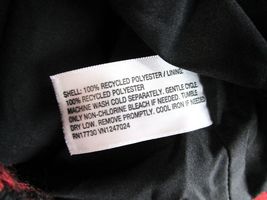 SHELL: 100% RECYCLED POLYESTER / LINING:
100% RECYCLED POLYESTER
MACHINE WASH COLD SEPARATELY. GENTLE CYCLE.
ONLY NON-CHLORINE BLEACH IF NEEDED. TUMBLE
DRY LOW. REMOVE PROMPTLY. COOL IRON IF NEEDED
RN17730 VN1247024